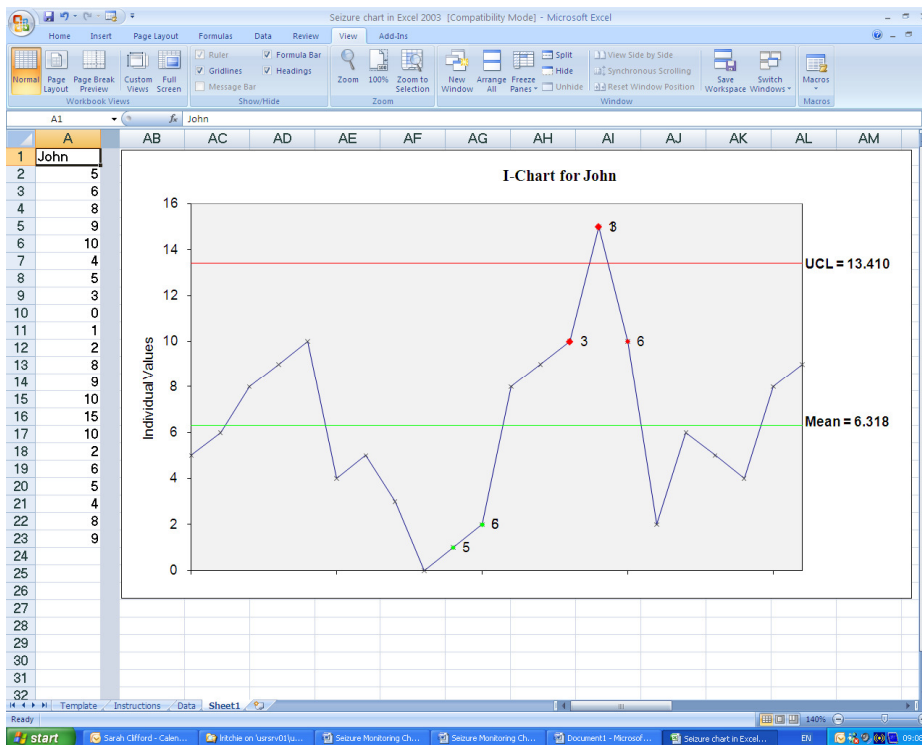 Seizure chart in Excel 2003 [Compatibility Mode] - Microsoft Excel
Home Insert Page Layout Formulas Data Review View Add-Ins
Normal Page Layout Page Break Preview Custom Views Full Screen
Workbook Views
Ruler Formula Bar
Gridlines Headings
Message Bar
Show/Hide
Zoom 100% Zoom to Selection
Zoom
New Window Arrange All Freeze Panes
Split
Hide
Unhide
View Side by Side
Synchronous Scrolling
Reset Window Position
Window
Save Workspace Switch Windows
Macros
Macros
A1 fx John
A AB AC AD AE AF AG AH AI AJ AK AL AM
1 John
2 5
3 6
4 8
5 9
6 10
7 4
8 5
9 3
10 0
11 1
12 2
13 8
14 9
15 10
16 15
17 10
18 2
19 6
20 5
21 4
22 8
23 9
24
25
26
27
28
29
30
31
32
I-Chart for John
Individual Values
16
14
12
10
8
6
4
2
0
UCL = 13.410
Mean = 6.318
3
6
6
5
Template Instructions Data Sheet1
Ready 140%
start Sarah Clifford - Calen... lritchie on 'usrsrv01\u... Seizure Monitoring Ch... Seizure Monitoring Ch... Document1 - Microsof... Seizure chart in Excel... EN 09:06